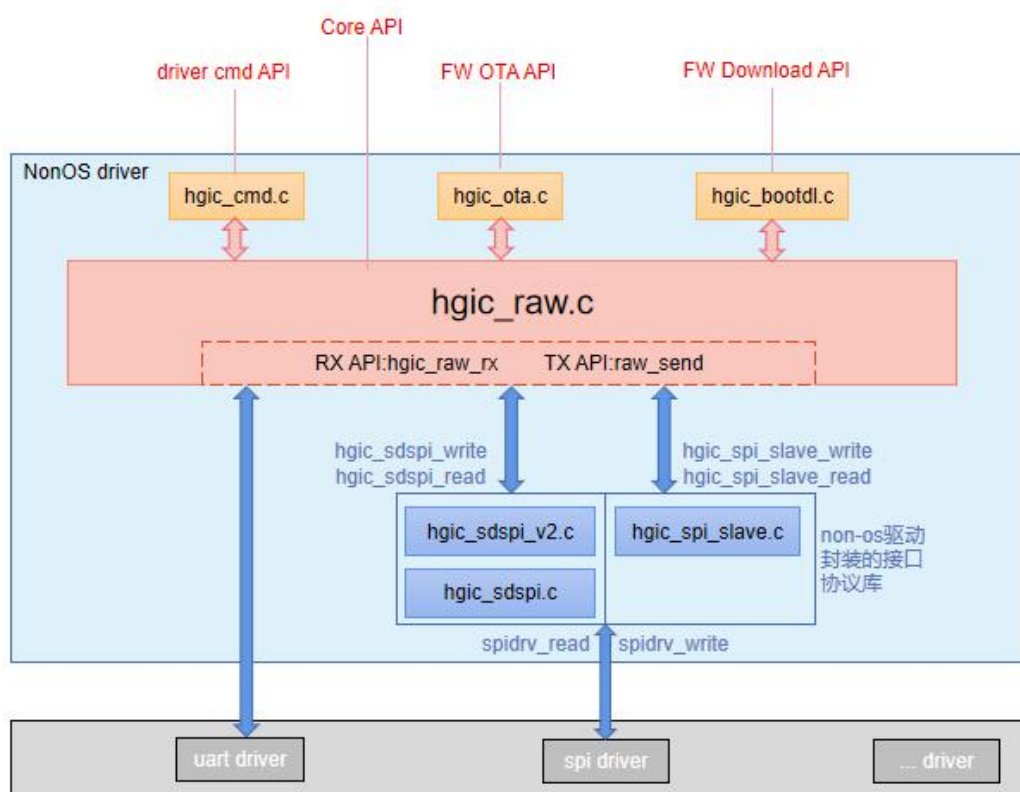 Core API
driver cmd API
FW OTA API
FW Download API
NonOS driver
hgic_cmd.c
hgic_ota.c
hgic_bootdl.c
hgic_raw.c
RX API:hgic_raw_rx
TX API:raw_send
hgic_sdspi_write
hgic_sdspi_read
hgic_spi_slave_write
hgic_spi_slave_read
hgic_sdspi_v2.c
hgic_spi_slave.c
hgic_sdspi.c
non-os驱动
封装的接口
协议库
spidrv_read
spidrv_write
uart driver
spi driver
... driver